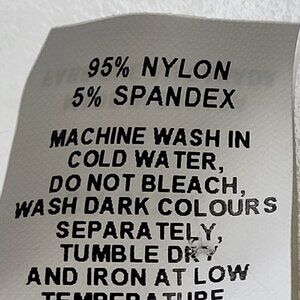 95% NYLON
5% SPANDEX
MACHINE WASH IN
COLD WATER,
DO NOT BLEACH,
WASH DARK COLOURS
SEPARATELY,
TUMBLE DRY
AND IRON AT LOW
TEMPERATURE